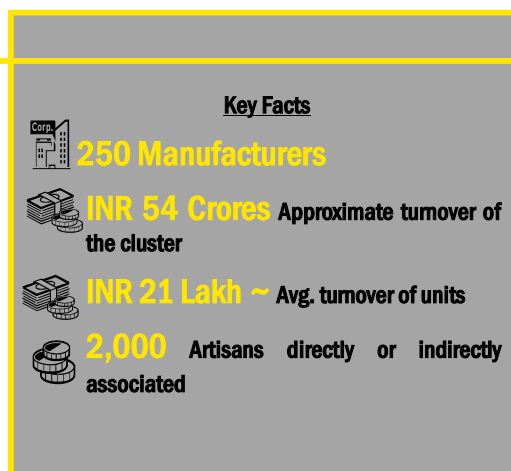 Key Facts
Corp.
250 Manufacturers
INR 54 Crores Approximate turnover of
the cluster
INR 21 Lakh ~ Avg. turnover of units
2,000 Artisans directly or indirectly
associated